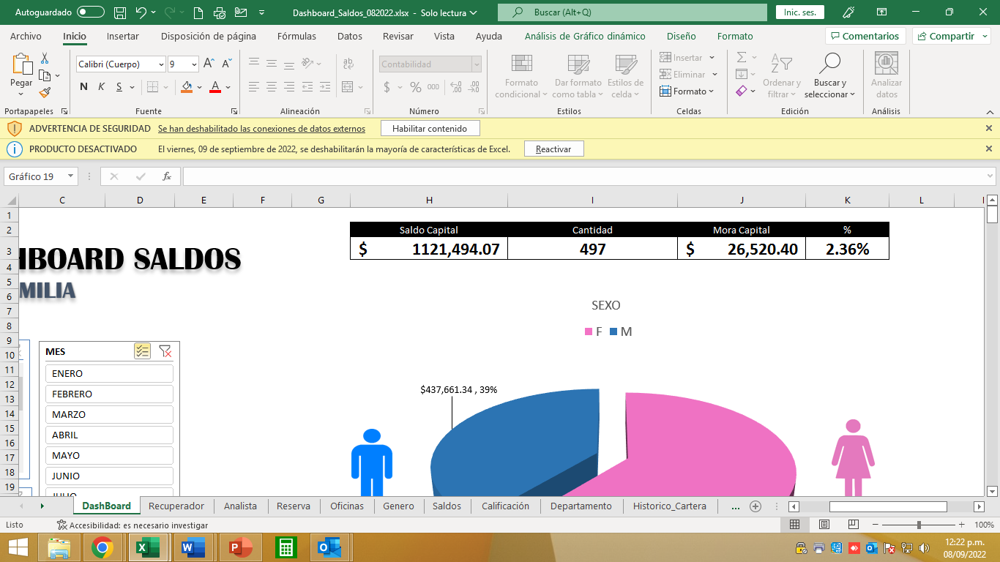 Autoguardado
Dashboard_Saldos_082022.xlsx - Solo lectura
Buscar (Alt+Q)
Inic. ses.
Archivo Inicio Insertar Disposición de página Fórmulas Datos Revisar Vista Ayuda Análisis de Gráfico dinámico Diseño Formato Comentarios Compartir
Pegar
Portapapeles
Calibri (Cuerpo) 9
N K S
Fuente
Alineación
Contabilidad
$ % 000
Número
Formato condicional
Dar formato como tabla
Estilos de celda
Estilos
Insertar
Eliminar
Formato
Celdas
Ordenar y filtrar
Buscar y seleccionar
Edición
Analizar datos
Análisis
ADVERTENCIA DE SEGURIDAD Se han deshabilitado las conexiones de datos externos Habilitar contenido
PRODUCTO DESACTIVADO El viernes, 09 de septiembre de 2022, se deshabilitarán la mayoría de características de Excel. Reactivar
Gráfico 19 fx
C D E F G H I J K L
1
2
3
4
5
6
7
8
9
10
11
12
13
14
15
16
17
18
19
Saldo Capital Cantidad Mora Capital %
$ 1121,494.07 497 $ 26,520.40 2.36%
HBOARD SALDOS
MILIA
SEXO
F M
$437,661.34 , 39%
MES
ENERO
FEBRERO
MARZO
ABRIL
MAYO
JUNIO
JULIO
DashBoard Recuperador Analista Reserva Oficinas Genero Saldos Calificación Departamento Historico_Cartera ...
Listo Accesibilidad: es necesario investigar 100%
12:22 p.m.
08/09/2022